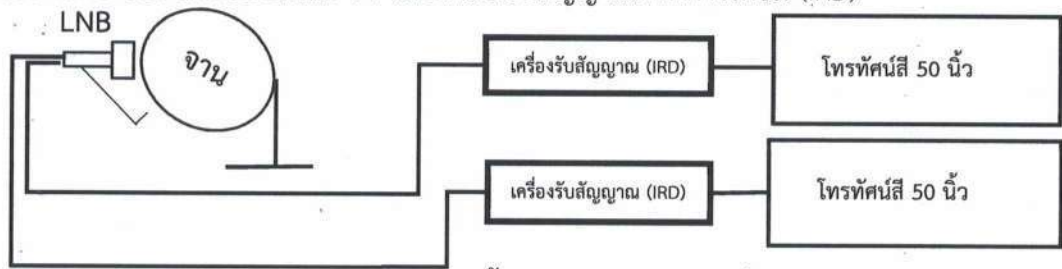 LNB
จาน
เครื่องรับสัญญาณ (IRD)
โทรทัศน์สี 50 นิ้ว
เครื่องรับสัญญาณ (IRD)
โทรทัศน์สี 50 นิ้ว